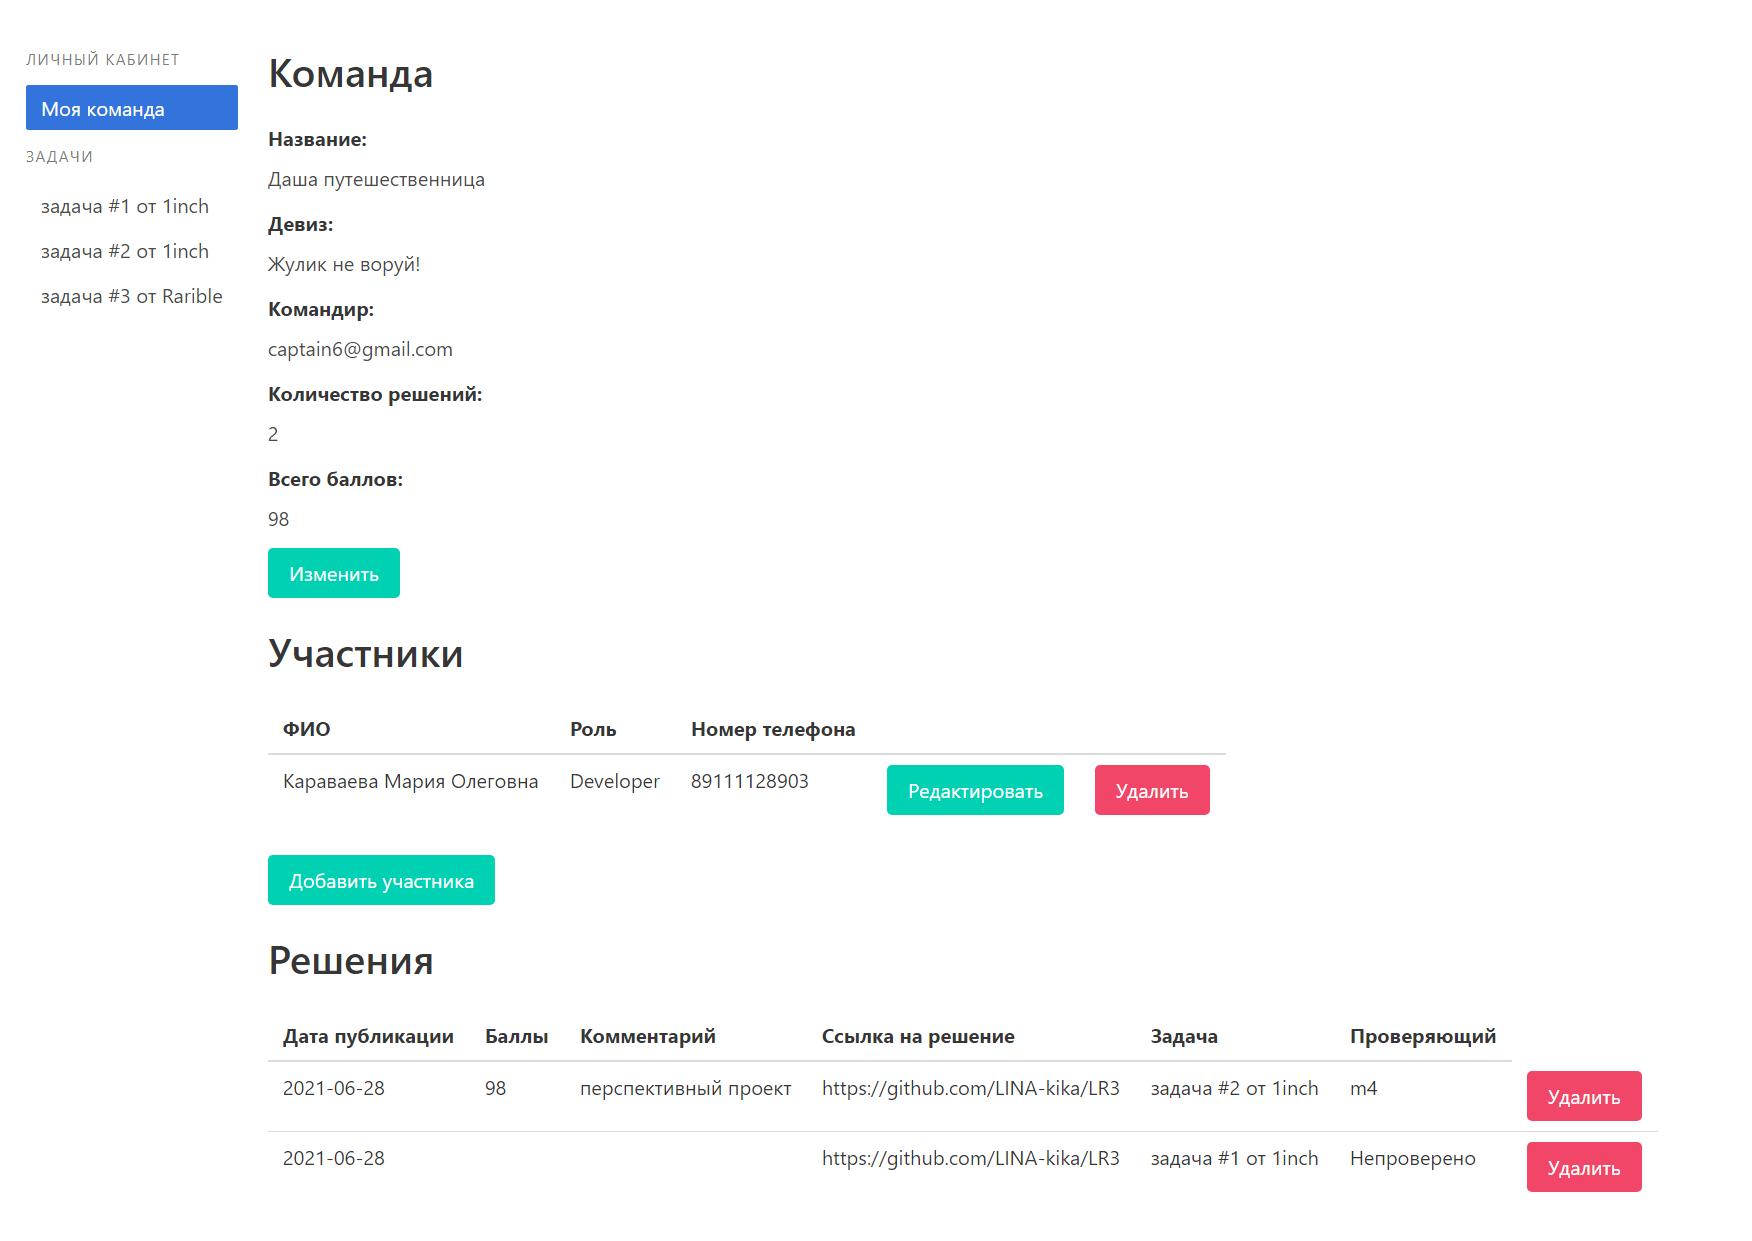 ЛИЧНЫЙ КАБИНЕТ
Моя команда
ЗАДАЧИ
задача #1 от 1inch
задача #2 от 1inch
задача #3 от Rarible
Команда
Название:
Даша путешественница
Девиз:
Жулик не воруй!
Командир:
captain6@gmail.com
Количество решений:
2
Всего баллов:
98
Изменить
Участники
ФИО Роль Номер телефона
Караваева Мария Олеговна Developer 89111128903 Редактировать Удалить
Добавить участника
Решения
Дата публикации Баллы Комментарий Ссылка на решение Задача Проверяющий
2021-06-28 98 перспективный проект https://github.com/LINA-kika/LR3 задача #2 от 1inch m4 Удалить
2021-06-28 https://github.com/LINA-kika/LR3 задача #1 от 1inch Непроверено Удалить